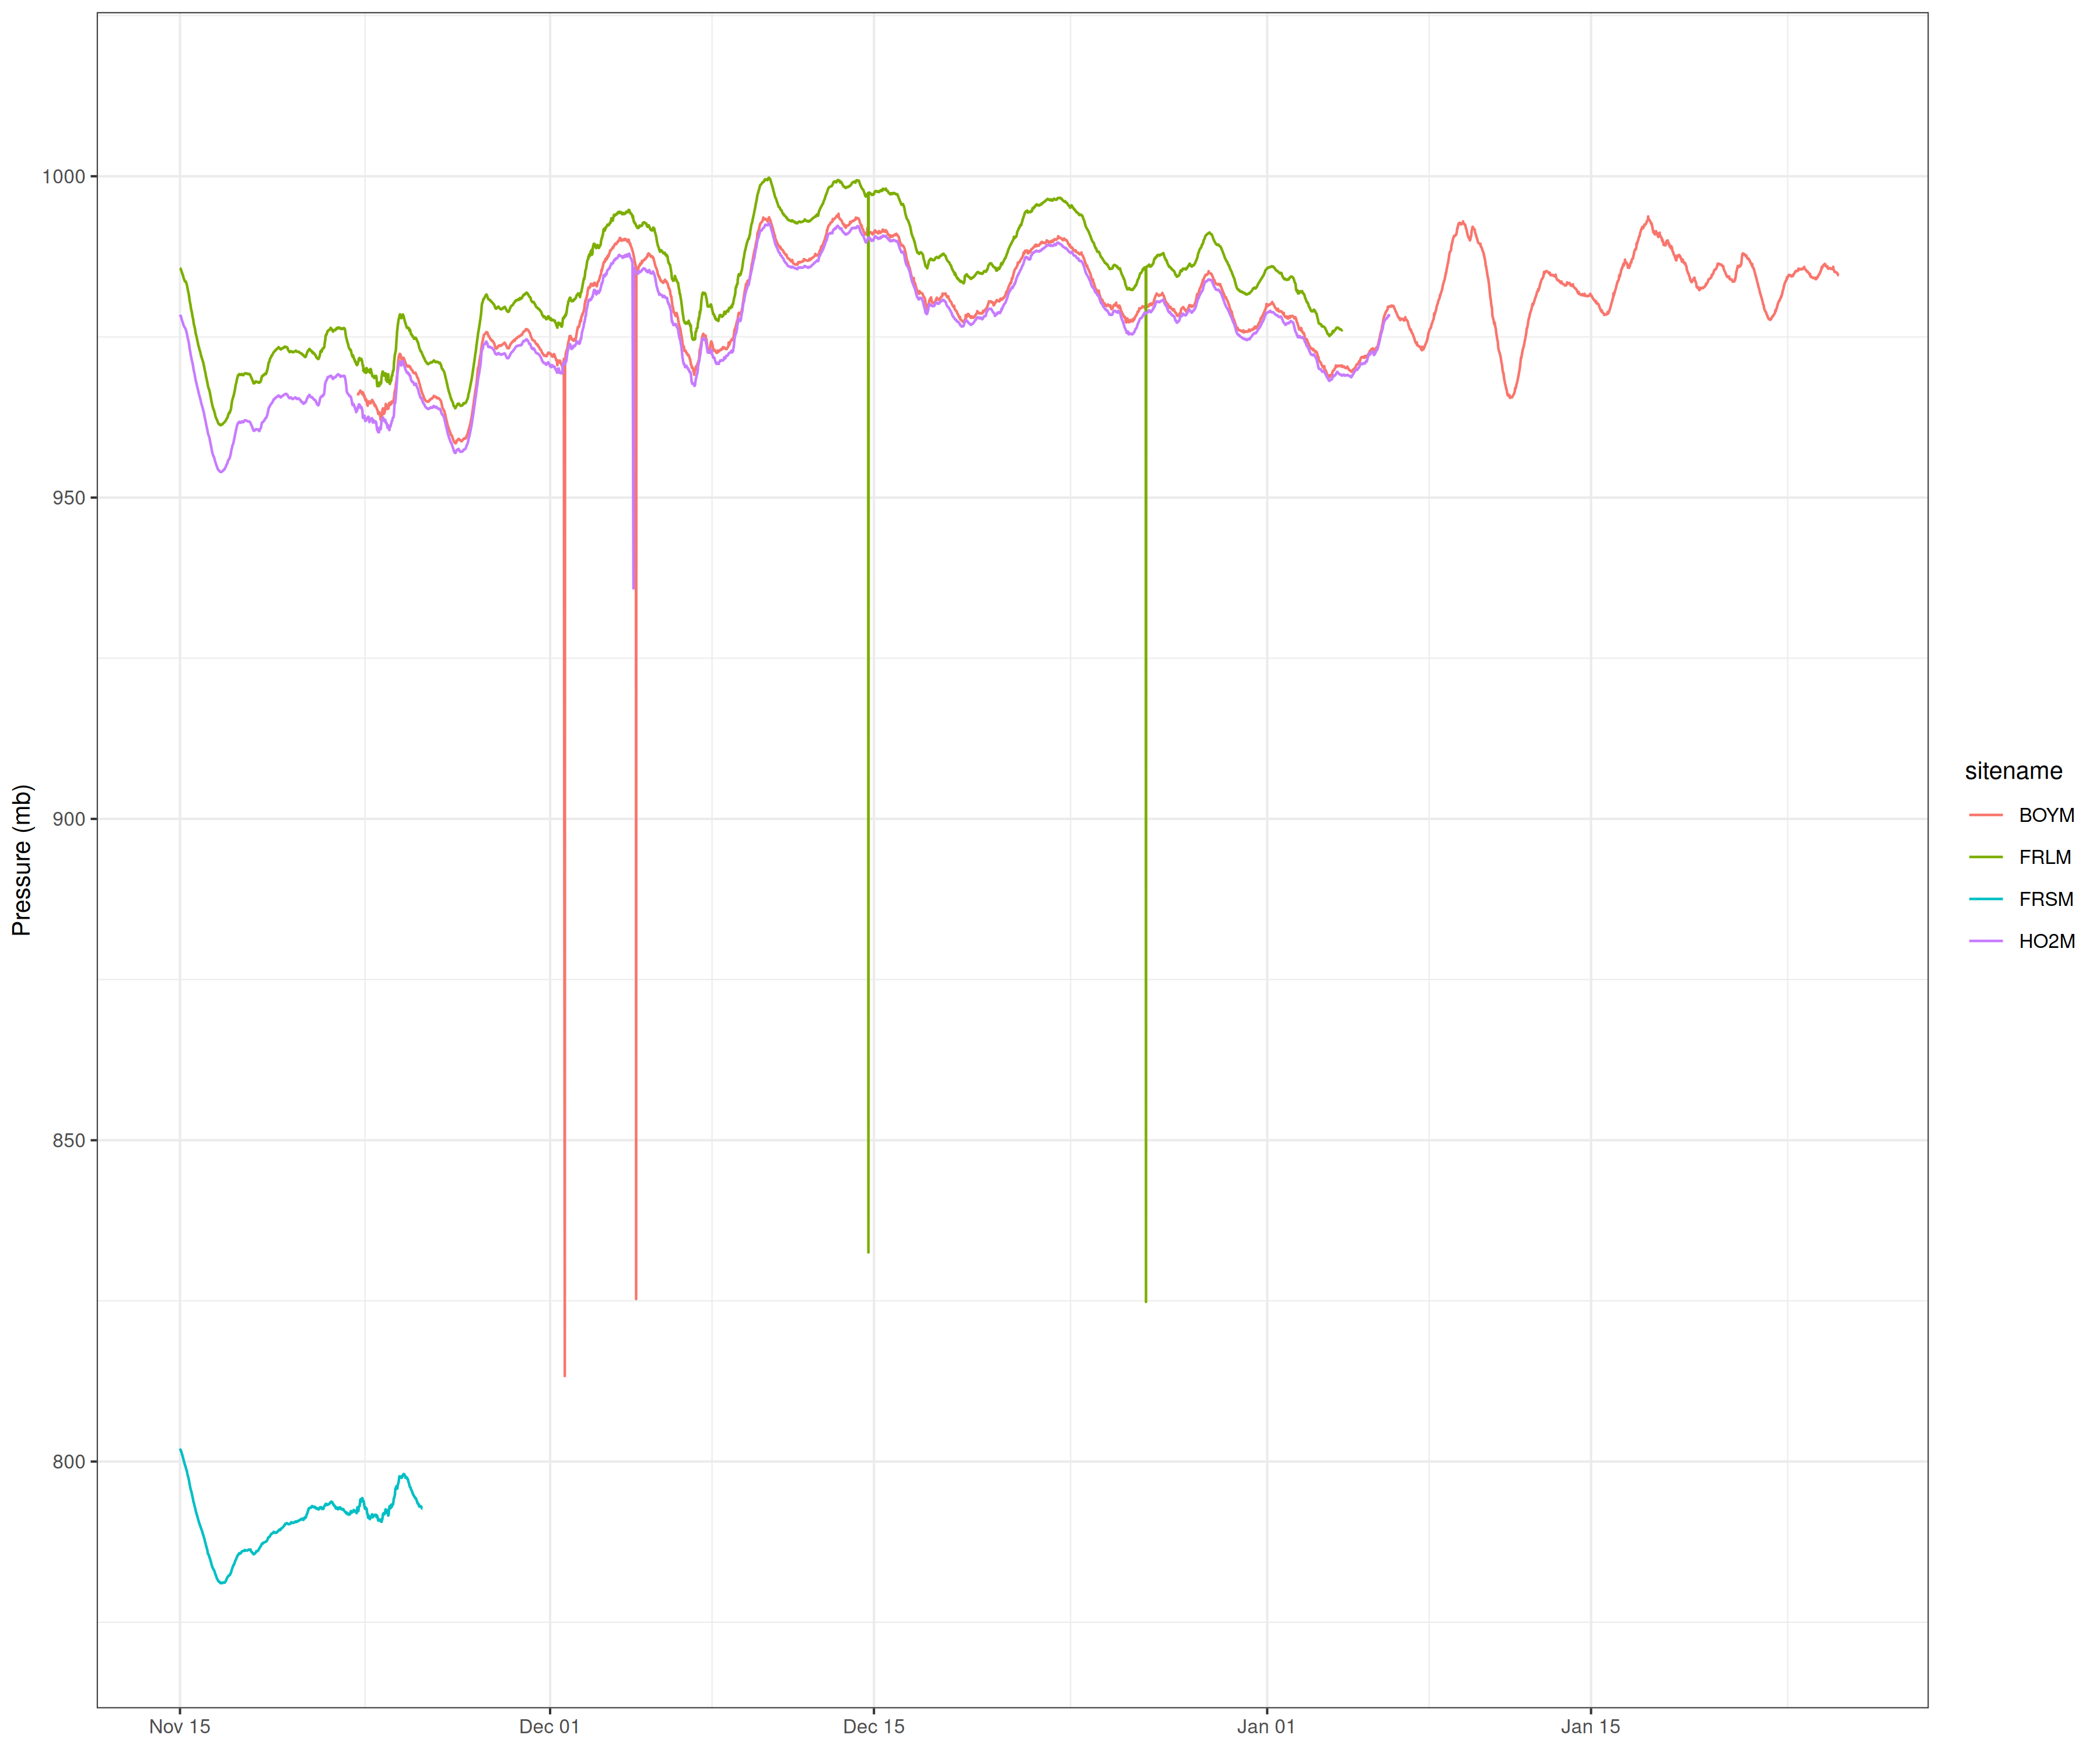 1000
950
900
850
800
Pressure (mb)
Nov 15
Dec 01
Dec 15
Jan 01
Jan 15
sitename
BOYM
FRLM
FRSM
HO2M